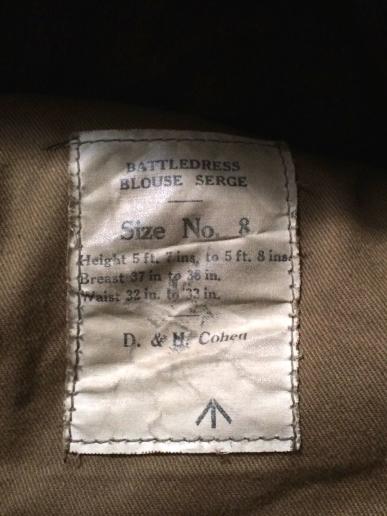 BATTLEDRESS
BLOUSE SERGE
Size No. 8
Height 5 ft. 7 ins. to 5 ft. 8 ins.
Breast 37 in to 38 in.
Waist 32 in. to 33 in.
D. & H. Cohen